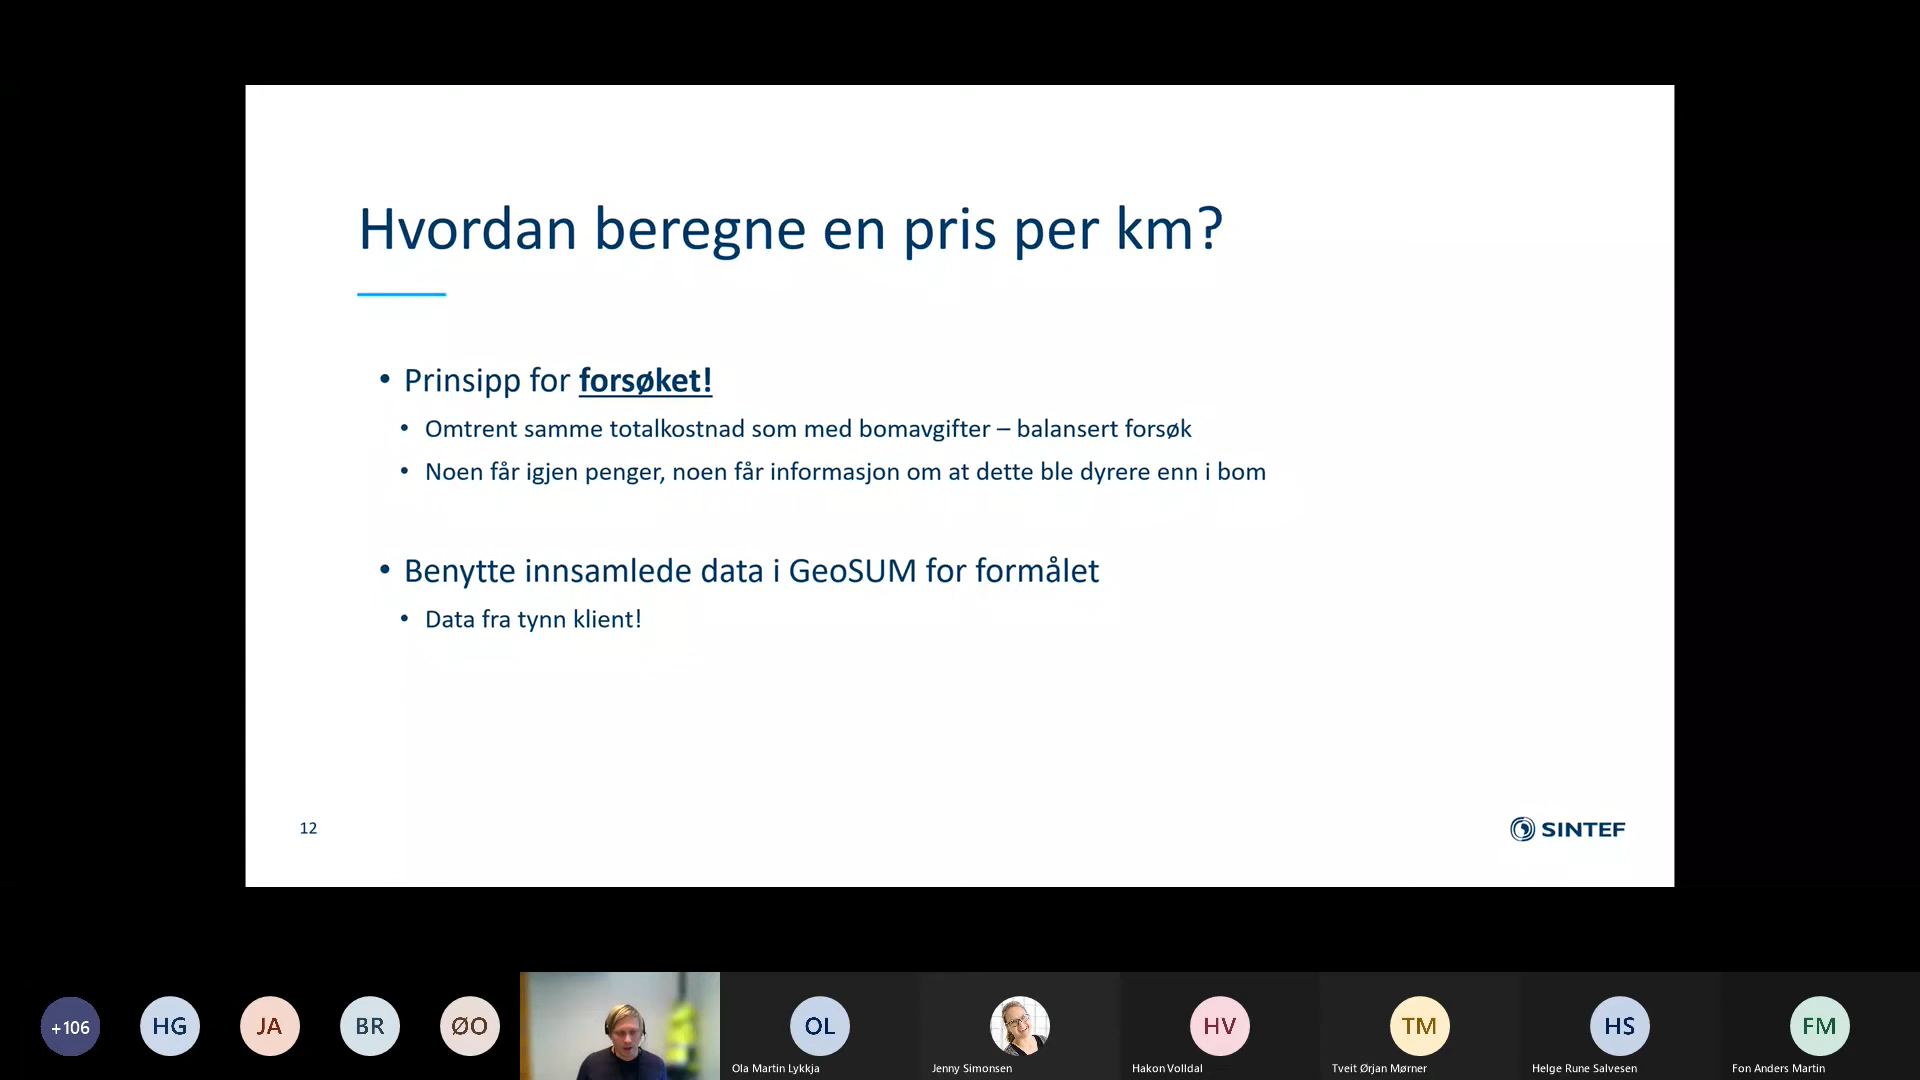 Hvordan beregne en pris per km?
• Prinsipp for forsøket!
• Omtrent samme totalkostnad som med bomavgifter – balansert forsøk
• Noen får igjen penger, noen får informasjon om at dette ble dyrere enn i bom
• Benytte innsamlede data i GeoSUM for formålet
• Data fra tynn klient!
12
SINTEF
+106
HG
JA
BR
ØO
OL
HV
TM
HS
FM
Ola Martin Lykkja
Jenny Simonsen
Hakon Volldal
Tveit Ørjan Mørner
Helge Rune Salvesen
Fon Anders Martin